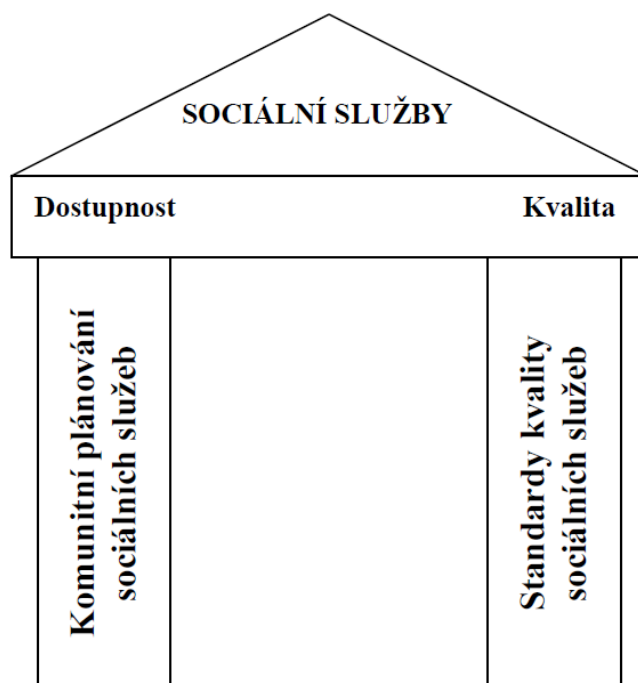 SOCIÁLNÍ SLUŽBY
Dostupnost
Kvalita
Komunitní plánování
sociálních služeb
Standardy kvality
sociálních služeb